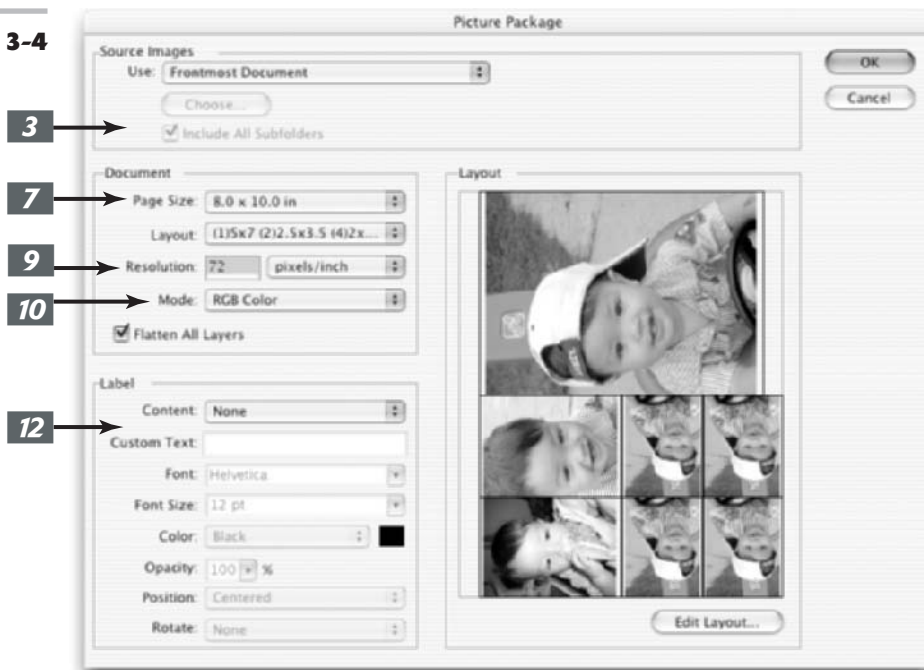 Picture Package
3-4
Source Images
Use: Frontmost Document
OK
Choose...
Cancel
3
Include All Subfolders
Document
Layout
7
Page Size: 8.0 x 10.0 in
Layout: (1)5x7 (2)2.5x3.5 (4)2x...
9
Resolution: 72 pixels/inch
10
Mode: RGB Color
Flatten All Layers
Label
12
Content: None
Custom Text:
Font: Helvetica
Font Size: 12 pt
Color: Black
Opacity: 100 %
Position: Centered
Rotate: None
Edit Layout...